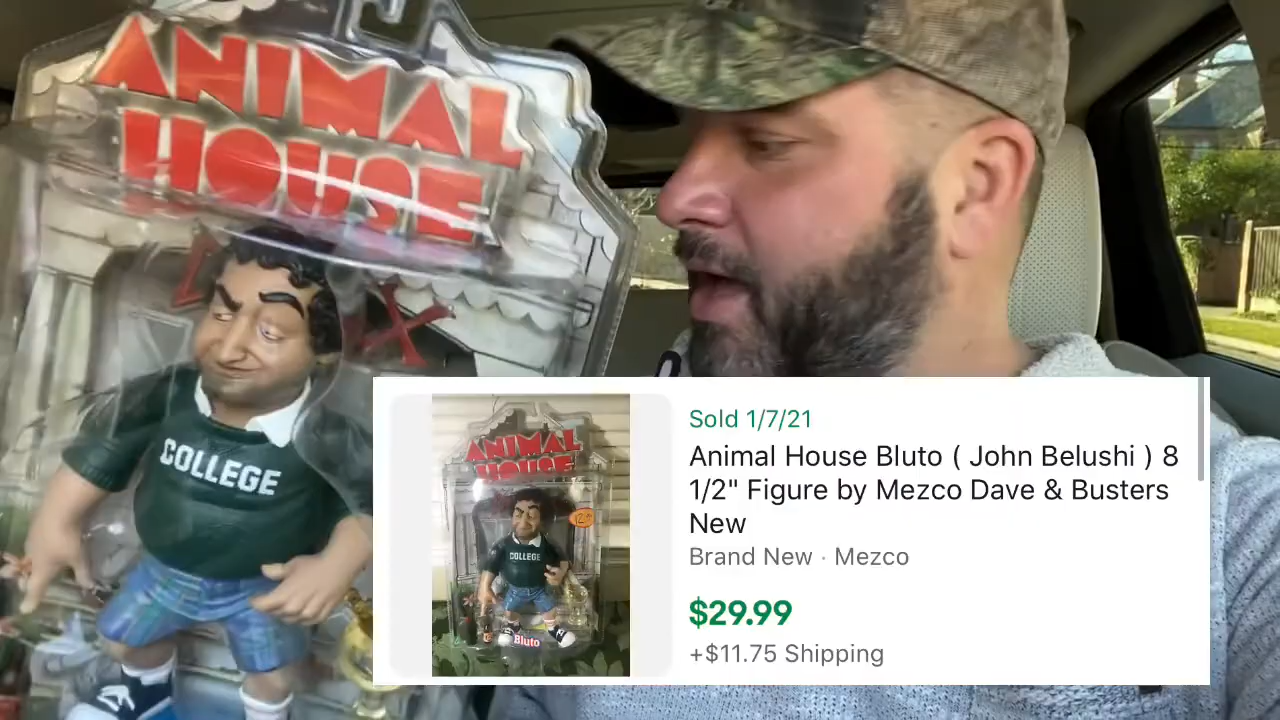 ANIMAL
HOUSE
X
COLLEGE
Sold 1/7/21
Animal House Bluto ( John Belushi ) 8
1/2" Figure by Mezco Dave & Busters
New
Brand New · Mezco
$29.99
+$11.75 Shipping
ANIMAL
HOUSE
COLLEGE
Bluto